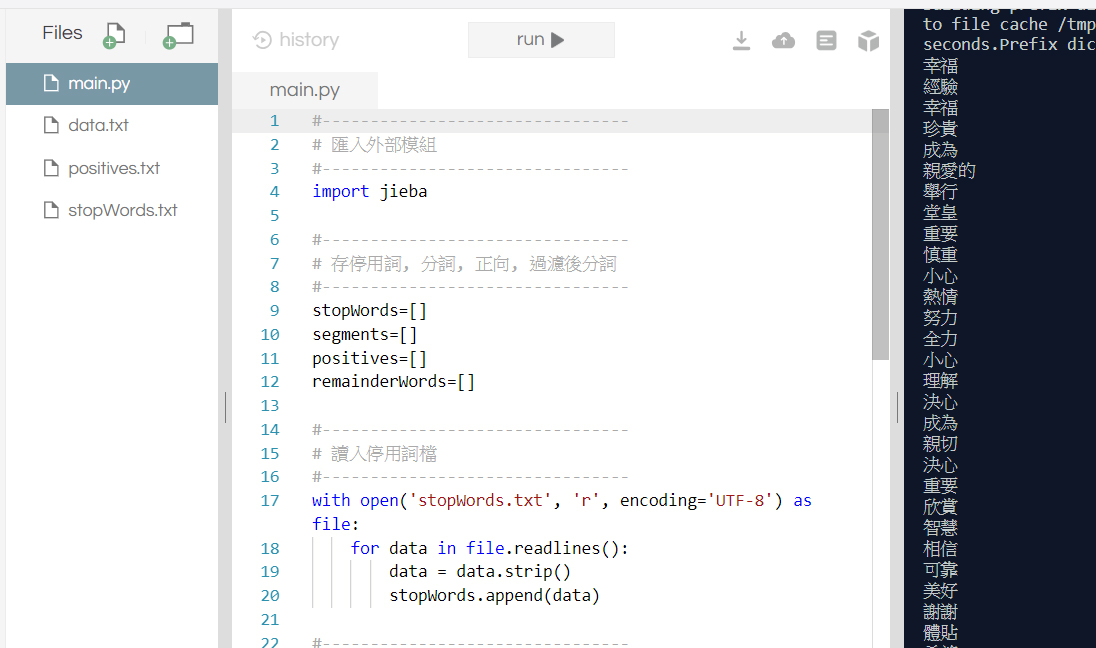 Files
main.py
data.txt
positives.txt
stopWords.txt
history
run
main.py
1 #--------------------------------
2 # 匯入外部模組
3 #--------------------------------
4 import jieba
5
6 #--------------------------------
7 # 存停用詞, 分詞, 正向, 過濾後分詞
8 #--------------------------------
9 stopWords=[]
10 segments=[]
11 positives=[]
12 remainderWords=[]
13
14 #--------------------------------
15 # 讀入停用詞檔
16 #--------------------------------
17 with open('stopWords.txt', 'r', encoding='UTF-8') as
file:
18 for data in file.readlines():
19 data = data.strip()
20 stopWords.append(data)
21
22 #--------------------------------
to file cache /tmp
seconds.Prefix dic
幸福
經驗
幸福
珍貴
成為
親愛的
舉行
堂皇
重要
慎重
小心
熱情
努力
全力
小心
理解
決心
成為
親切
決心
重要
欣賞
智慧
相信
可靠
美好
謝謝
體貼